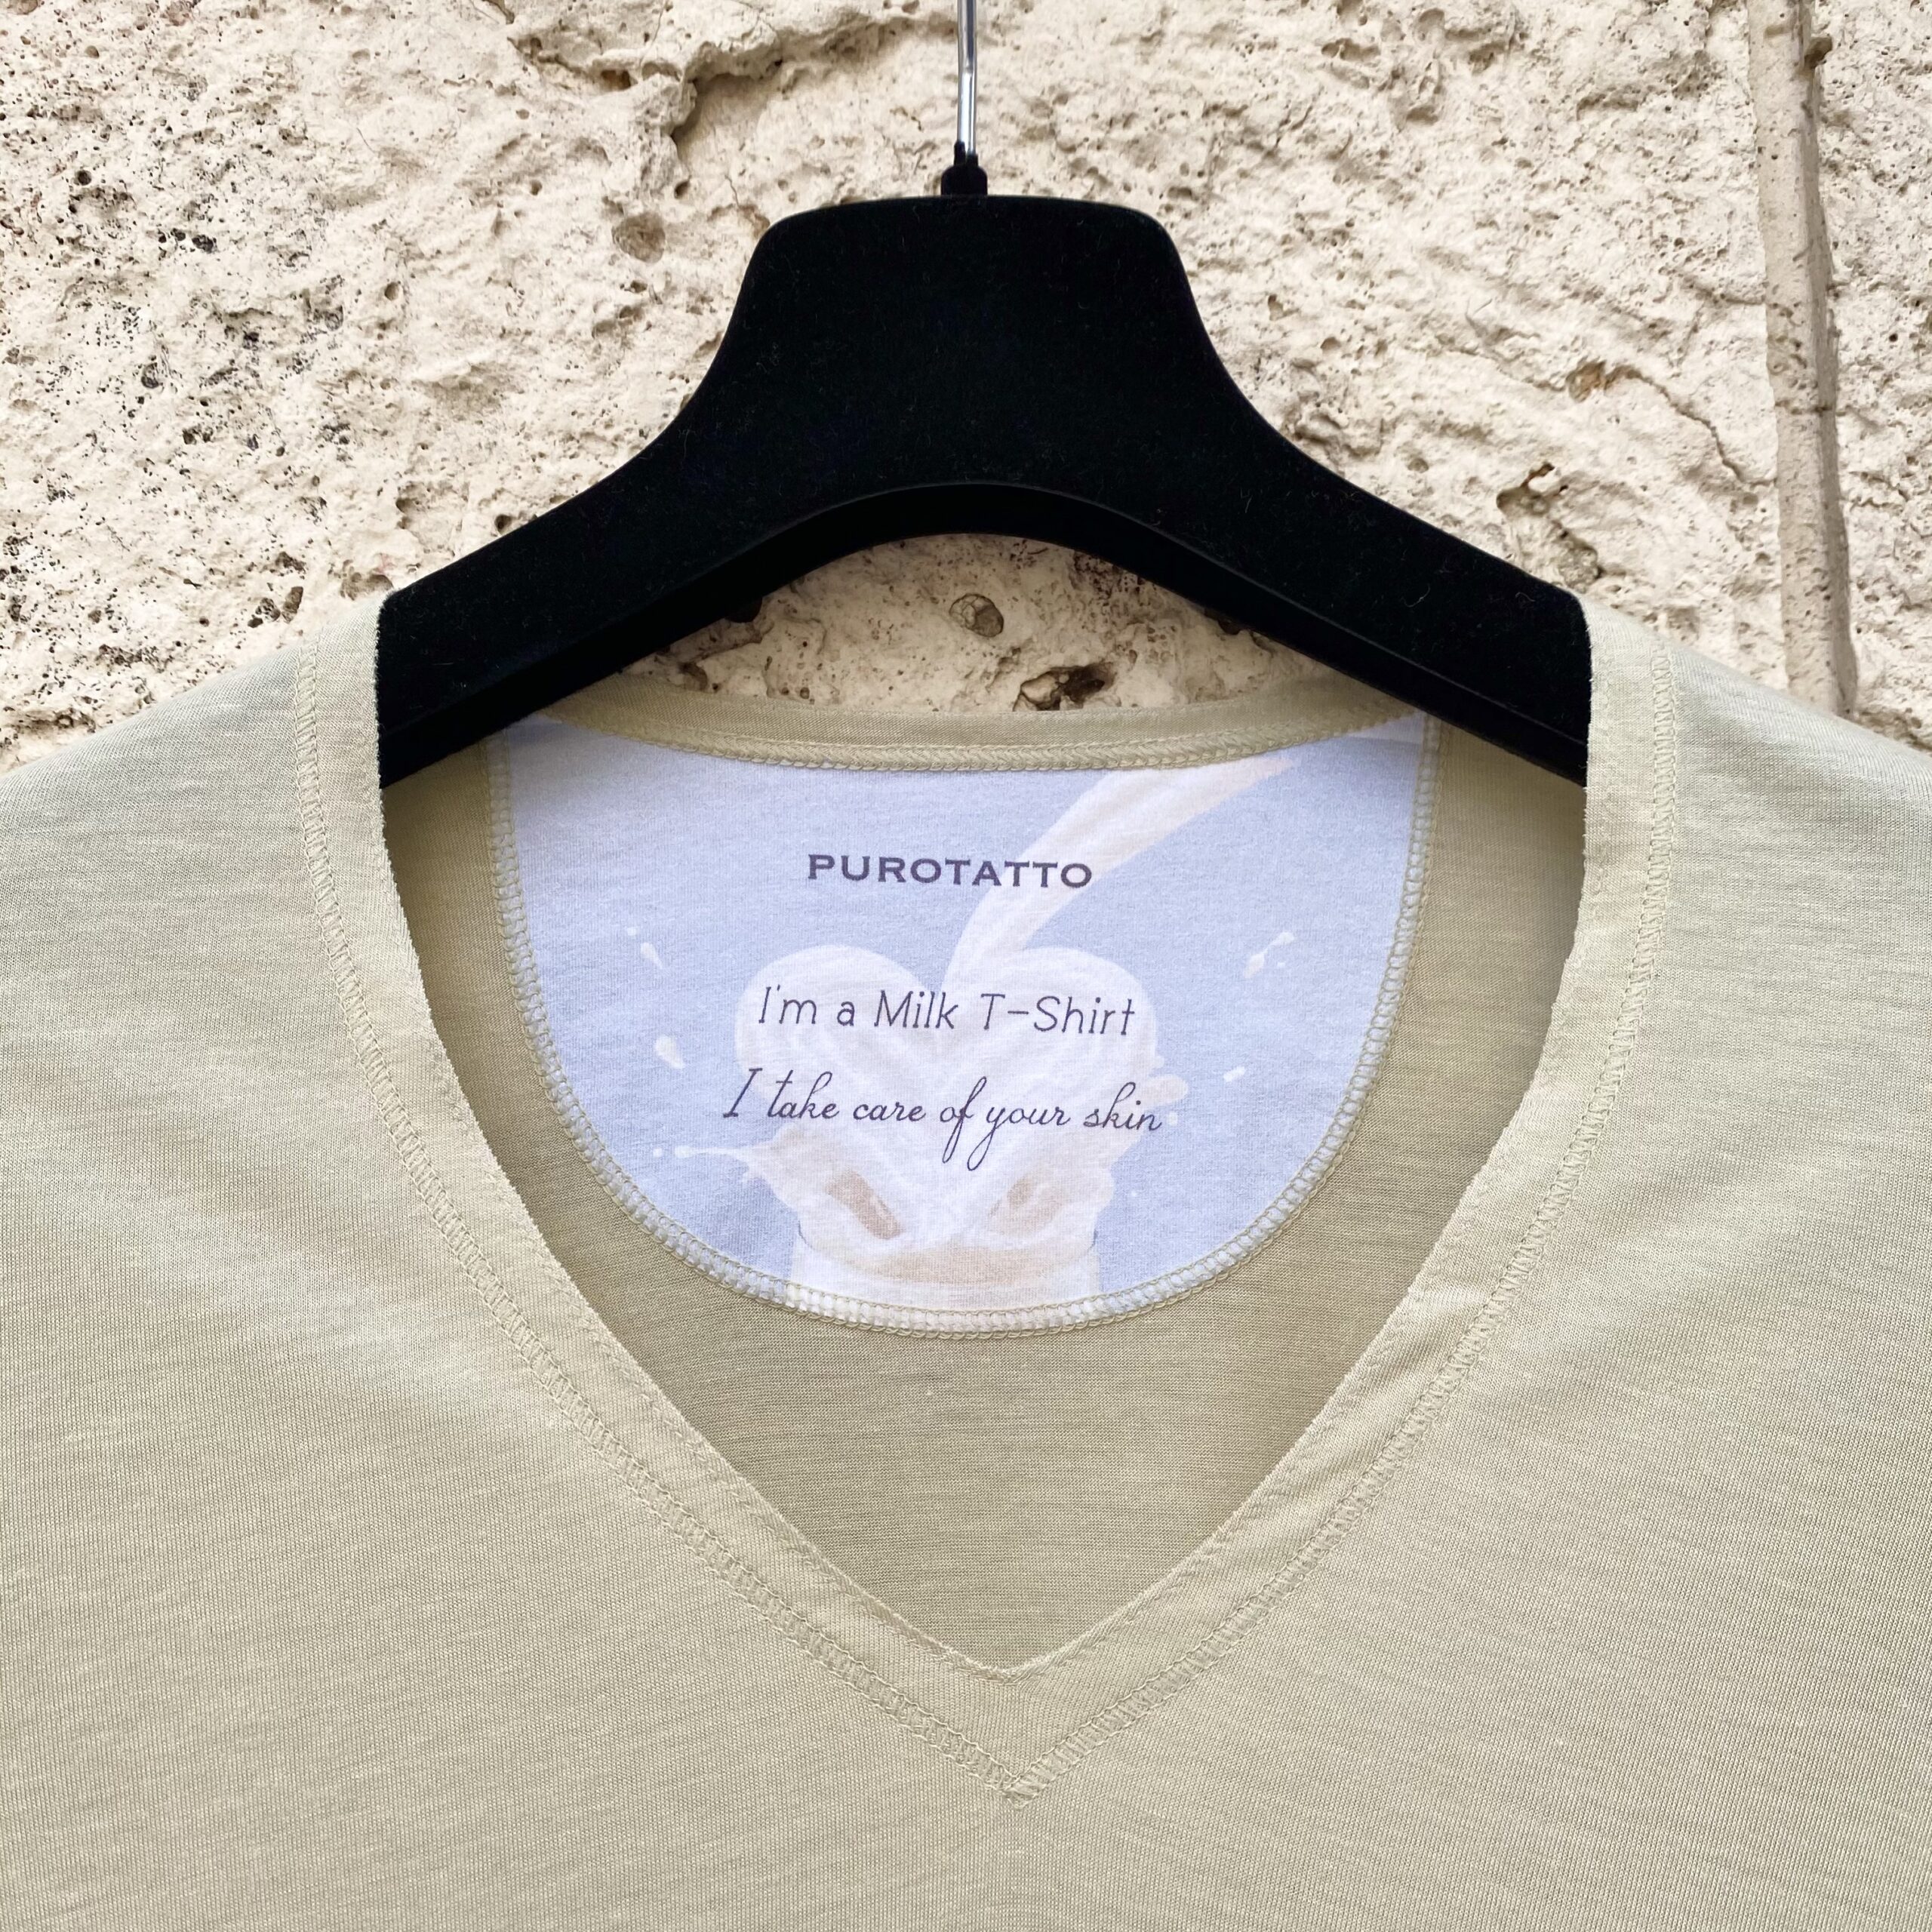 PUROTATTO
I'm a Milk T-Shirt
I take care of your skin